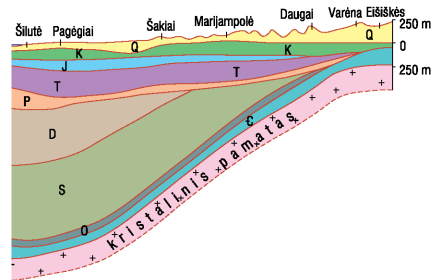 Šilutė Pagėgiai Šakiai Marijampolė Daugai Varėna Eišiškės
250 m
0
250 m
Q
Q
K
K
J
T
T
P
D
S
O
Є
kristalinis pamatas